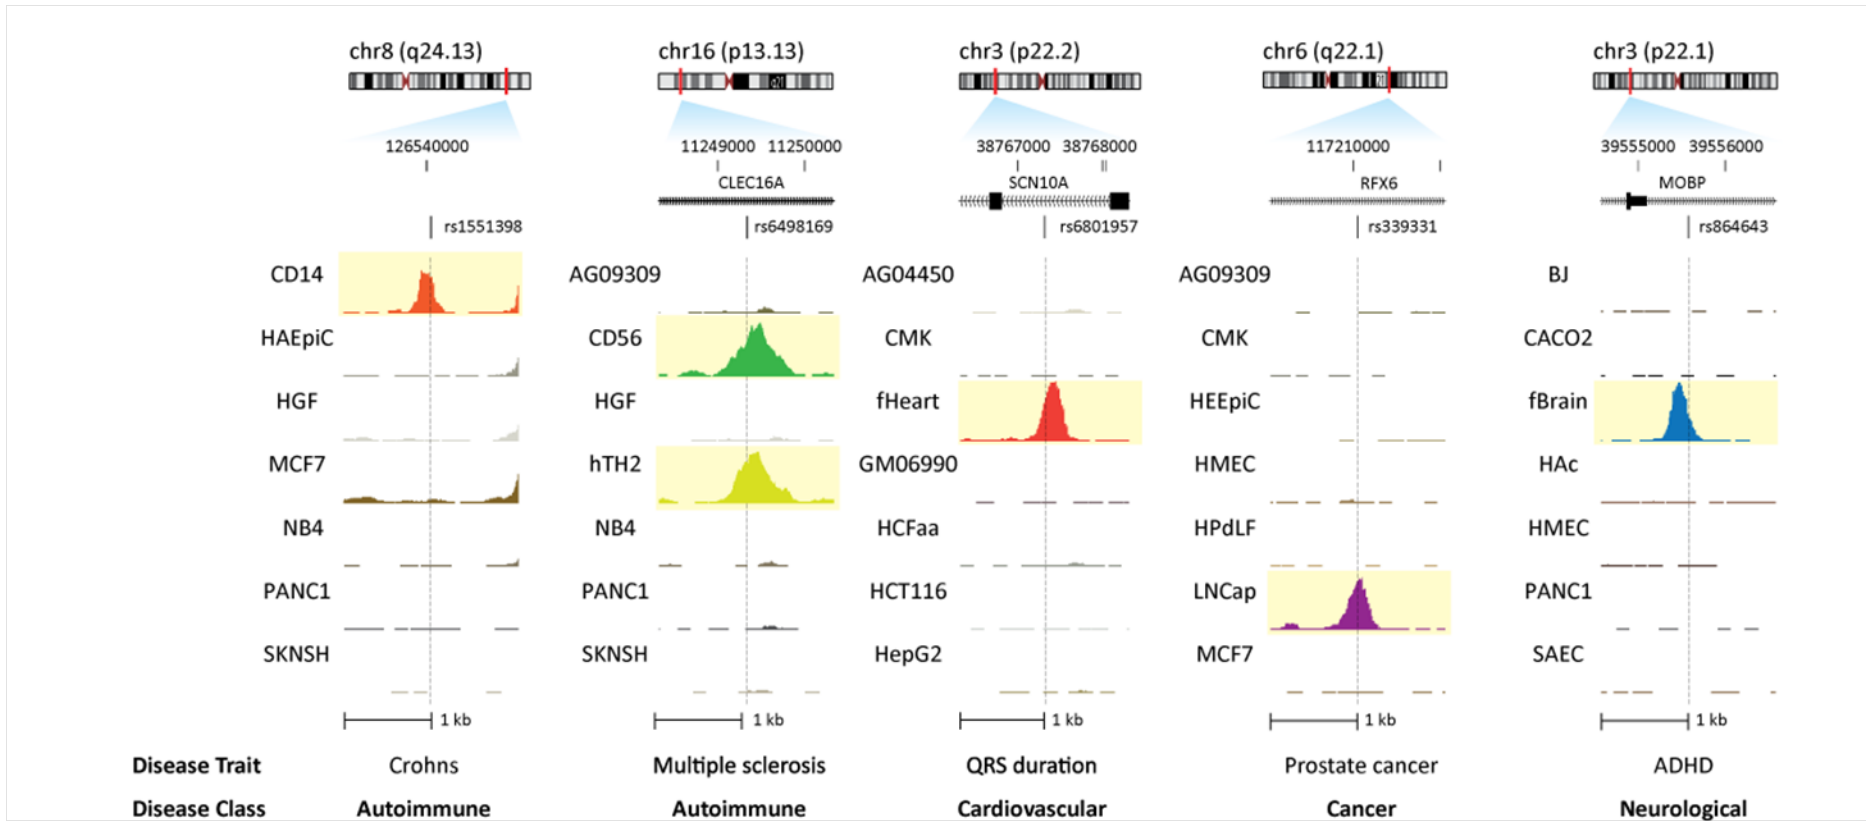 chr8 (q24.13) chr16 (p13.13) chr3 (p22.2) chr6 (q22.1) chr3 (p22.1)
126540000 11249000 11250000 38767000 38768000 117210000 39555000 39556000
CLEC16A SCN10A RFX6 MOBP
rs1551398 rs6498169 rs6801957 rs339331 rs864643
CD14 AG09309 AG04450 AG09309 BJ
HAEpiC CD56 CMK CMK CACO2
HGF HGF fHeart HEEpiC fBrain
MCF7 hTH2 GM06990 HMEC HAc
NB4 NB4 HCFaa HPdLF HMEC
PANC1 PANC1 HCT116 LNCap PANC1
SKNSH SKNSH HepG2 MCF7 SAEC
1 kb 1 kb 1 kb 1 kb 1 kb
Disease Trait Crohns Multiple sclerosis QRS duration Prostate cancer ADHD
Disease Class Autoimmune Autoimmune Cardiovascular Cancer Neurological